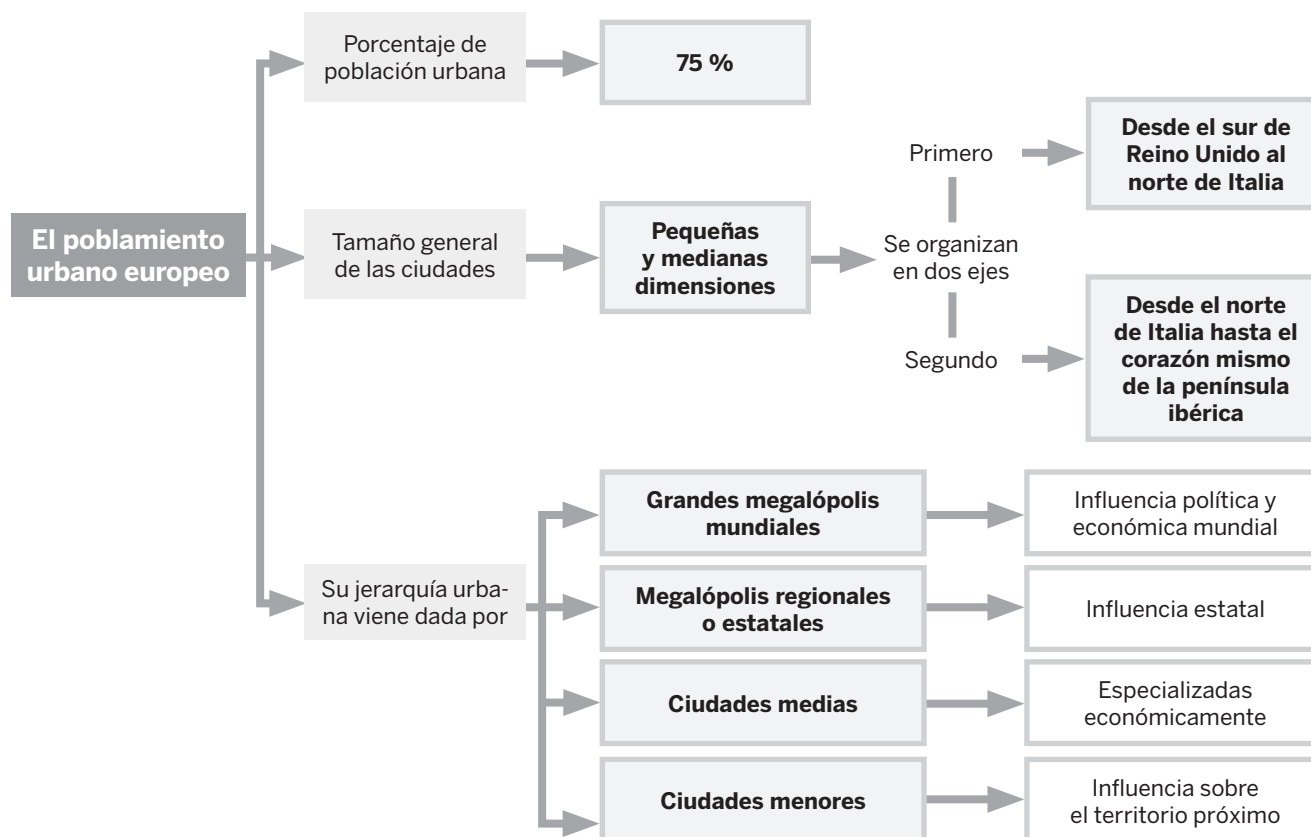 El poblamiento
urbano europeo
Porcentaje de
población urbana
75 %
Tamaño general
de las ciudades
Pequeñas
y medianas
dimensiones
Se organizan
en dos ejes
Primero
Desde el sur de
Reino Unido al
norte de Italia
Segundo
Desde el norte
de Italia hasta el
corazón mismo
de la península
ibérica
Su jerarquía urba-
na viene dada por
Grandes megalópolis
mundiales
Influencia política y
económica mundial
Megalópolis regionales
o estatales
Influencia estatal
Ciudades medias
Especializadas
económicamente
Ciudades menores
Influencia sobre
el territorio próximo